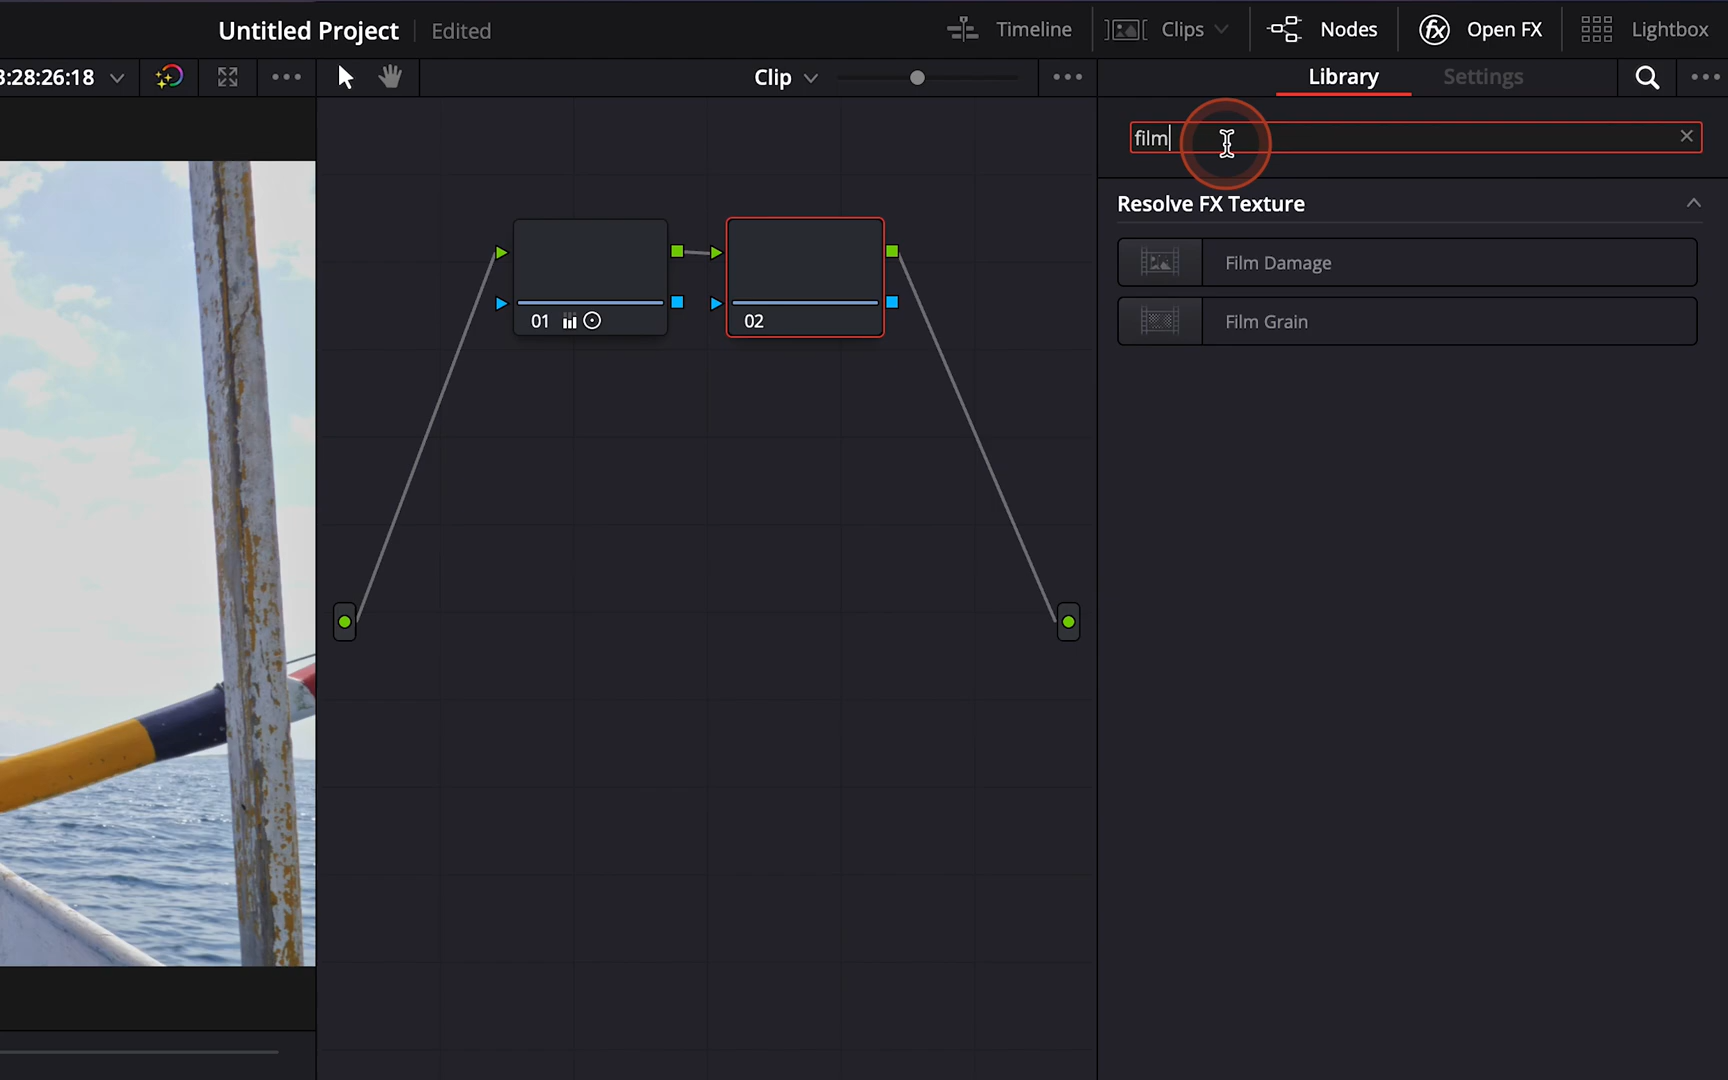 Untitled Project Edited Timeline Clips Nodes Open FX Lightbox
3:28:26:18 Clip Library Settings
film
Resolve FX Texture
Film Damage
Film Grain
01 02